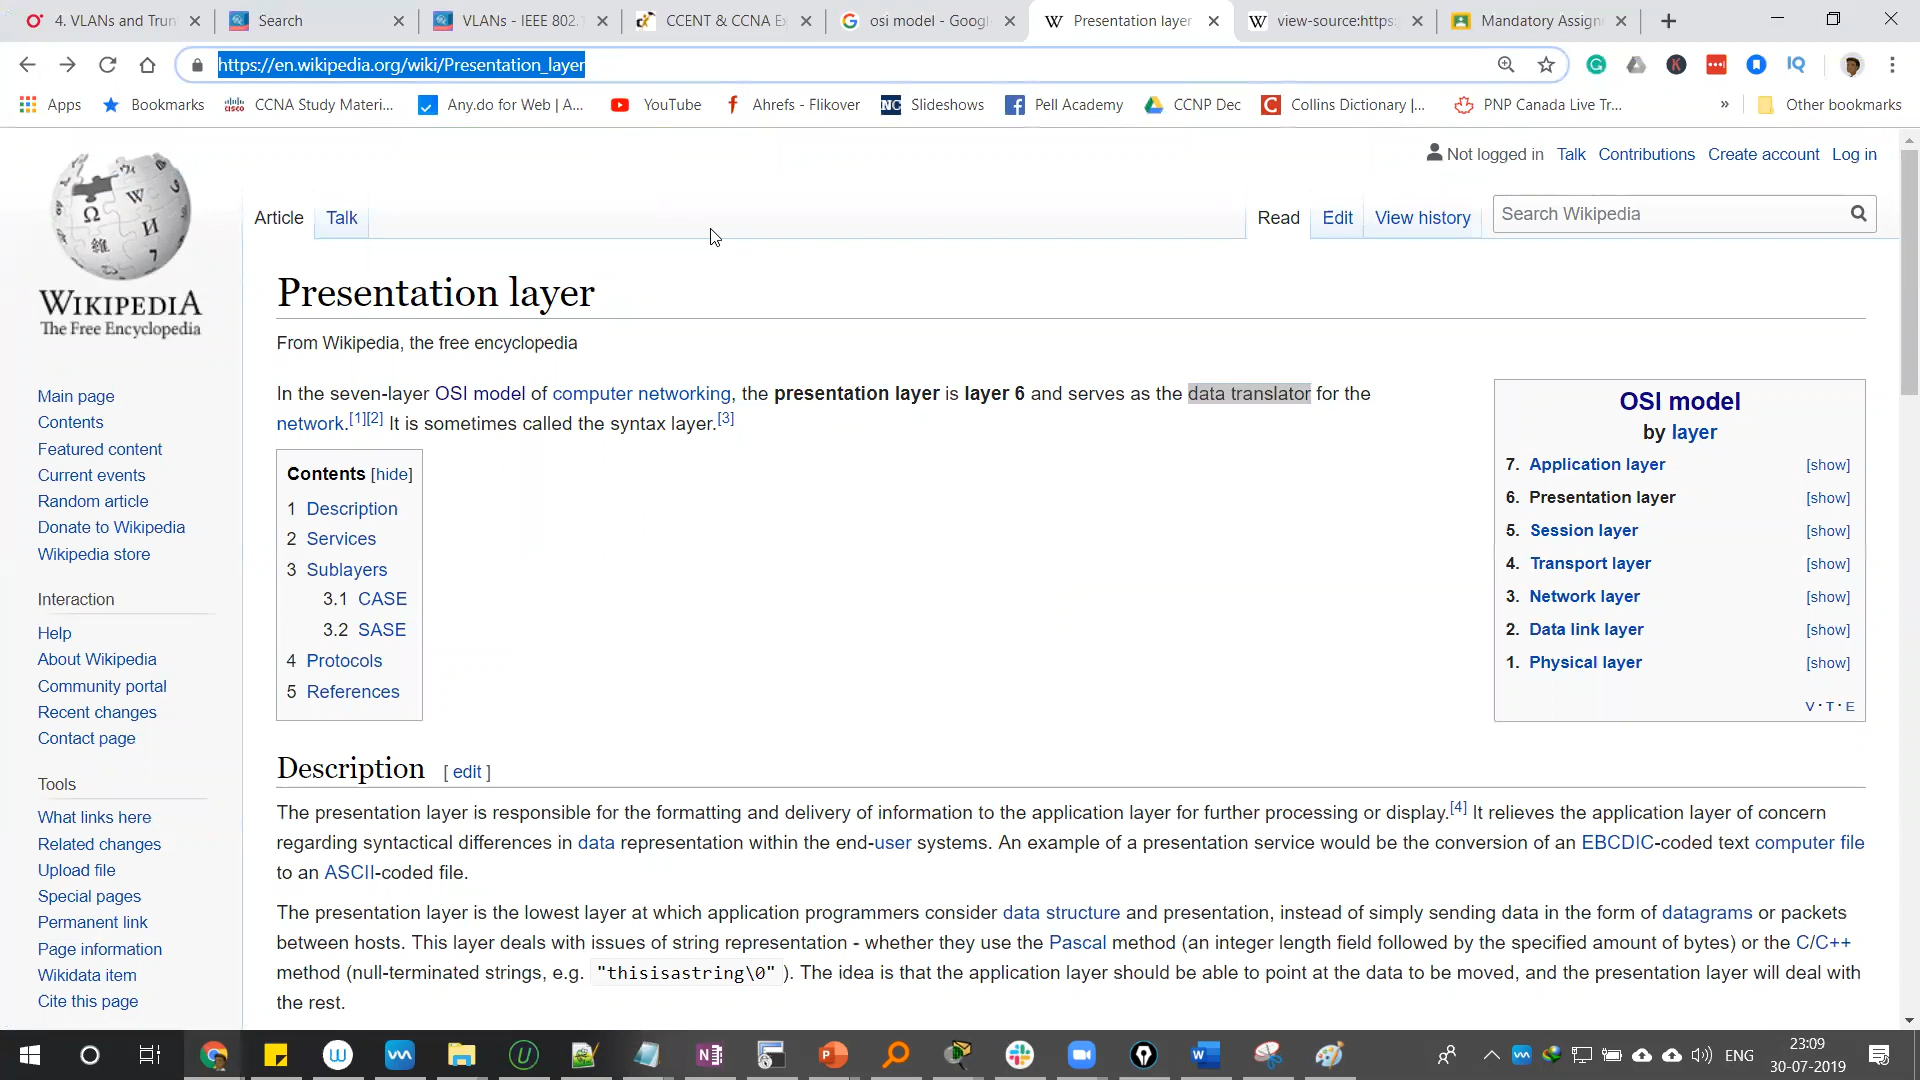 4. VLANs and Trun
Search
VLANs - IEEE 802.1
CCENT & CCNA E
osi model - Google
Presentation layer
view-source:https:
Mandatory Assign
https://en.wikipedia.org/wiki/Presentation_layer
Apps
Bookmarks
CCNA Study Materi...
Any.do for Web | A...
YouTube
Ahrefs - Flikover
NC Slideshows
Pell Academy
CCNP Dec
Collins Dictionary |...
PNP Canada Live Tr...
»
Other bookmarks
Not logged in Talk Contributions Create account Log in
Article Talk
Read Edit View history
Search Wikipedia
WIKIPEDIA
The Free Encyclopedia
Main page
Contents
Featured content
Current events
Random article
Donate to Wikipedia
Wikipedia store
Interaction
Help
About Wikipedia
Community portal
Recent changes
Contact page
Tools
What links here
Related changes
Upload file
Special pages
Permanent link
Page information
Wikidata item
Cite this page
Presentation layer
From Wikipedia, the free encyclopedia
In the seven-layer OSI model of computer networking, the presentation layer is layer 6 and serves as the data translator for the
network.[1][2] It is sometimes called the syntax layer.[3]
Contents [hide]
1 Description
2 Services
3 Sublayers
3.1 CASE
3.2 SASE
4 Protocols
5 References
OSI model
by layer
7. Application layer [show]
6. Presentation layer [show]
5. Session layer [show]
4. Transport layer [show]
3. Network layer [show]
2. Data link layer [show]
1. Physical layer [show]
V · T · E
Description [ edit ]
The presentation layer is responsible for the formatting and delivery of information to the application layer for further processing or display.[4] It relieves the application layer of concern
regarding syntactical differences in data representation within the end-user systems. An example of a presentation service would be the conversion of an EBCDIC-coded text computer file
to an ASCII-coded file.
The presentation layer is the lowest layer at which application programmers consider data structure and presentation, instead of simply sending data in the form of datagrams or packets
between hosts. This layer deals with issues of string representation - whether they use the Pascal method (an integer length field followed by the specified amount of bytes) or the C/C++
method (null-terminated strings, e.g. "thisisastring\0" ). The idea is that the application layer should be able to point at the data to be moved, and the presentation layer will deal with
the rest.
ENG
23:09
30-07-2019